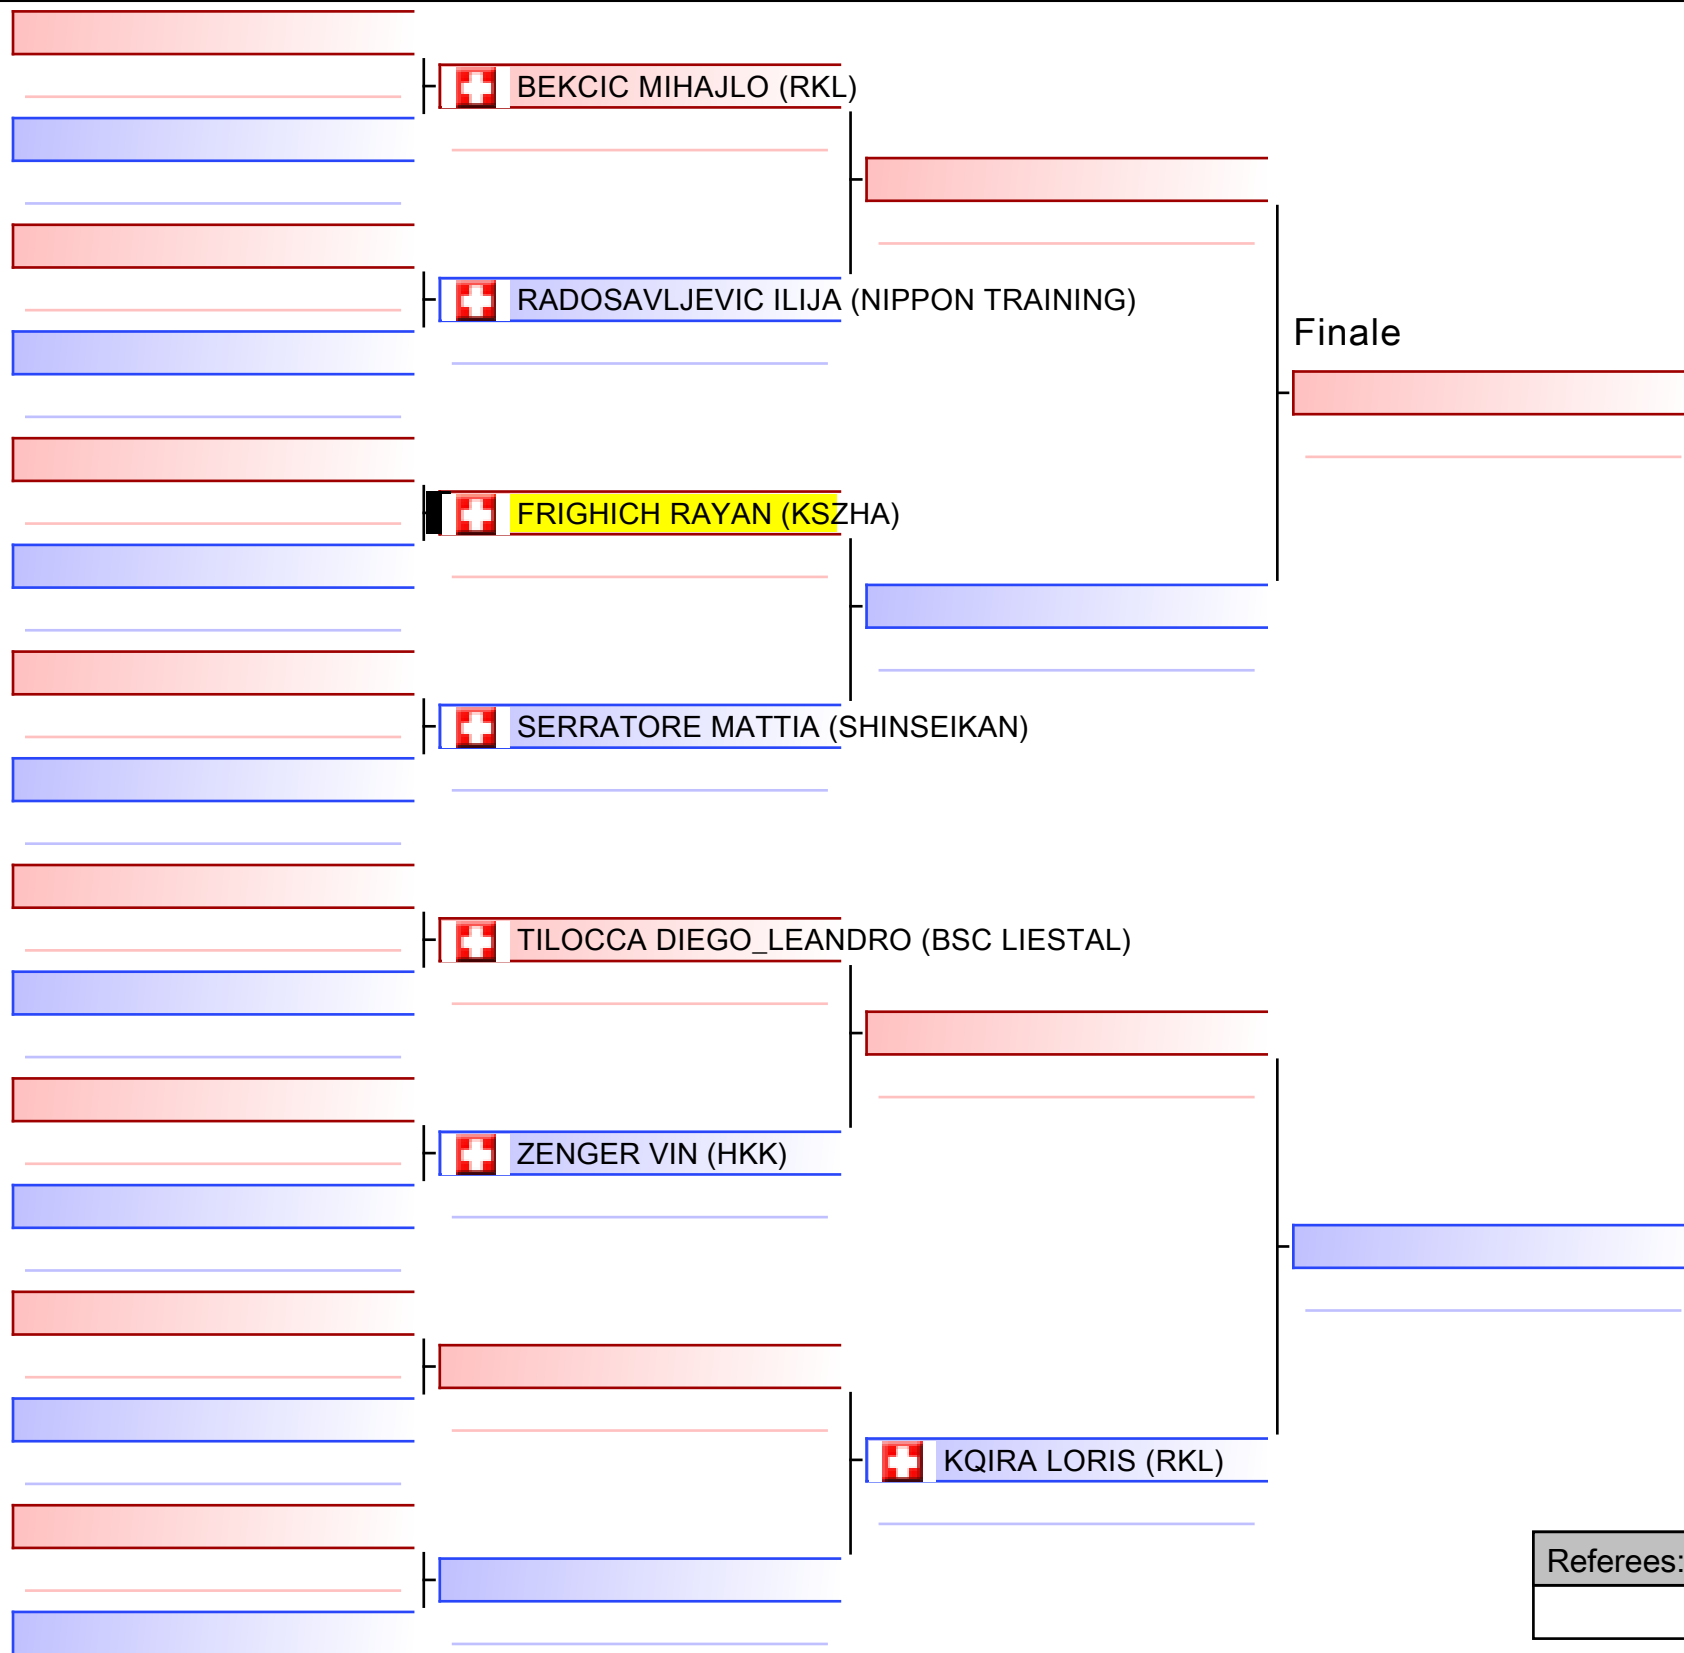 BEKCIC MIHAJLO (RKL)
RADOSAVLJEVIC ILIJA (NIPPON TRAINING)
Finale
FRIGHICH RAYAN (KSZHA)
SERRATORE MATTIA (SHINSEIKAN)
TILOCCA DIEGO_LEANDRO (BSC LIESTAL)
ZENGER VIN (HKK)
KQIRA LORIS (RKL)
Referees: